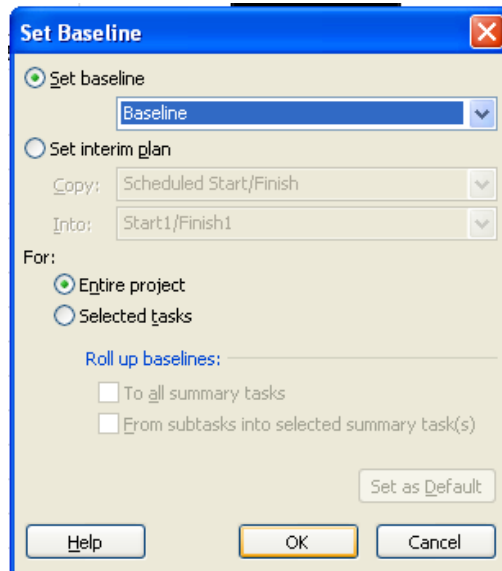 Set Baseline
Set baseline
Baseline
Set interim plan
Copy: Scheduled Start/Finish
Into: Start1/Finish1
For:
Entire project
Selected tasks
Roll up baselines:
To all summary tasks
From subtasks into selected summary task(s)
Set as Default
Help OK Cancel